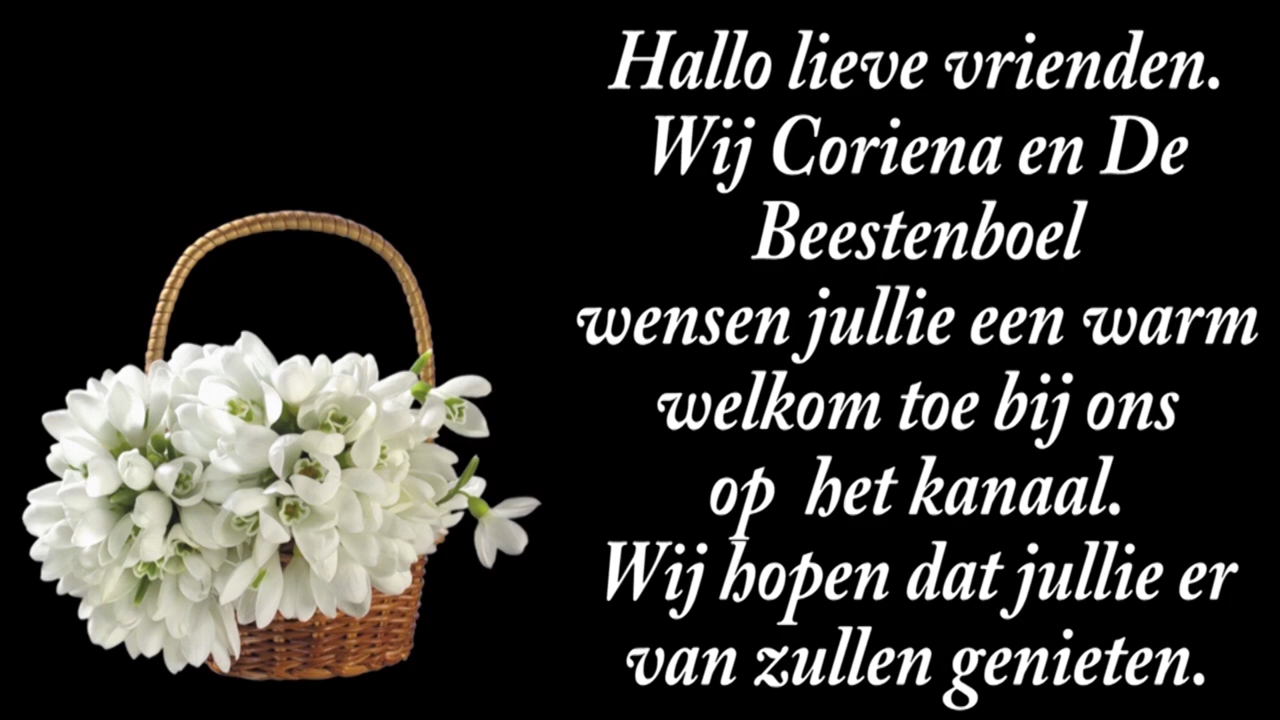 Hallo lieve vrienden.
Wij Coriena en De
Beestenboel
wensen jullie een warm
welkom toe bij ons
op het kanaal.
Wij hopen dat jullie er
van zullen genieten.